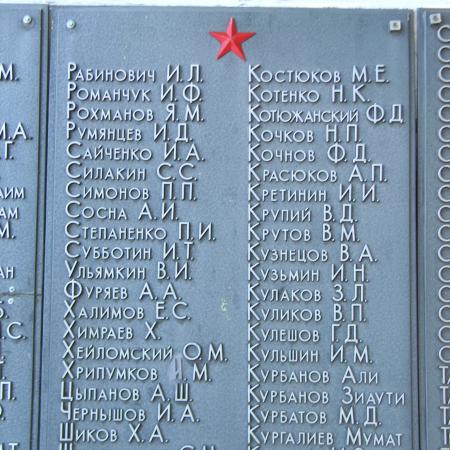 Рабинович И.Л.
Романчук И.Ф.
Рохманов Я.М.
Румянцев И.Д.
Сайченко И.А.
Силакин С.С.
Симонов П.П.
Сосна А.И.
Степаненко П.И.
Субботин И.Т.
Ульямкин В.И.
Фуряев А.А.
Халимов Е.С.
Химраев Х.
Хейломский О.М.
Хрипумков М.
Цыпанов А.Ш.
Чернышов И.А.
Шиков Х.А.
Костюков М.Е.
Котенко Н.К.
Котюжанский Ф.Д
Кочков Н.П.
Кочнов Ф.Д.
Красюков А.П.
Кретинин И.И.
Крупий В.Д.
Крутов В.М.
Кузнецов В.А.
Кузьмин И.Н.
Кулаков З.Л.
Куликов В.П.
Кулешов Г.Д.
Кульшин И.М.
Курбанов Али
Курбанов Зиаути
Курбатов М.Д.
Кургалиев Мумат